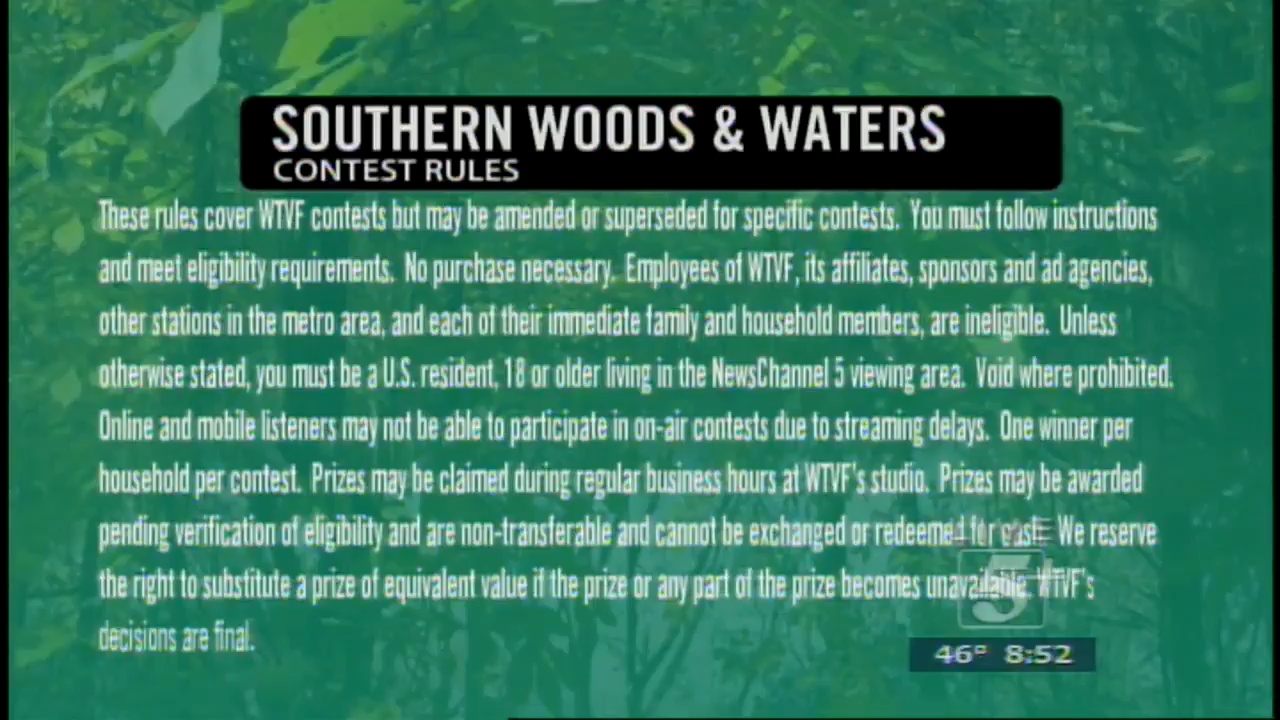 SOUTHERN WOODS & WATERS
CONTEST RULES
These rules cover WTVF contests but may be amended or superseded for specific contests. You must follow instructions
and meet eligibility requirements. No purchase necessary. Employees of WTVF, its affiliates, sponsors and ad agencies,
other stations in the metro area, and each of their immediate family and household members, are ineligible. Unless
otherwise stated, you must be a U.S. resident, 18 or older living in the NewsChannel 5 viewing area. Void where prohibited.
Online and mobile listeners may not be able to participate in on-air contests due to streaming delays. One winner per
household per contest. Prizes may be claimed during regular business hours at WTVF's studio. Prizes may be awarded
pending verification of eligibility and are non-transferable and cannot be exchanged or redeemed for cash. We reserve
the right to substitute a prize of equivalent value if the prize or any part of the prize becomes unavailable. WTVF's
decisions are final.
5+
46° 8:52